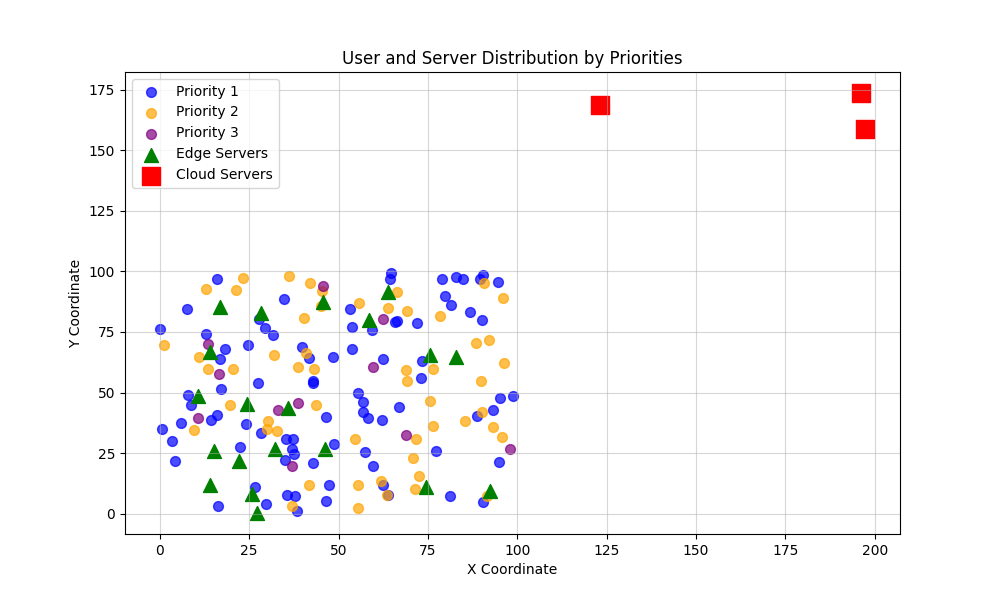 User and Server Distribution by Priorities
Priority 1
Priority 2
Priority 3
Edge Servers
Cloud Servers
Y Coordinate
175
150
125
100
75
50
25
0
0 25 50 75 100 125 150 175 200
X Coordinate